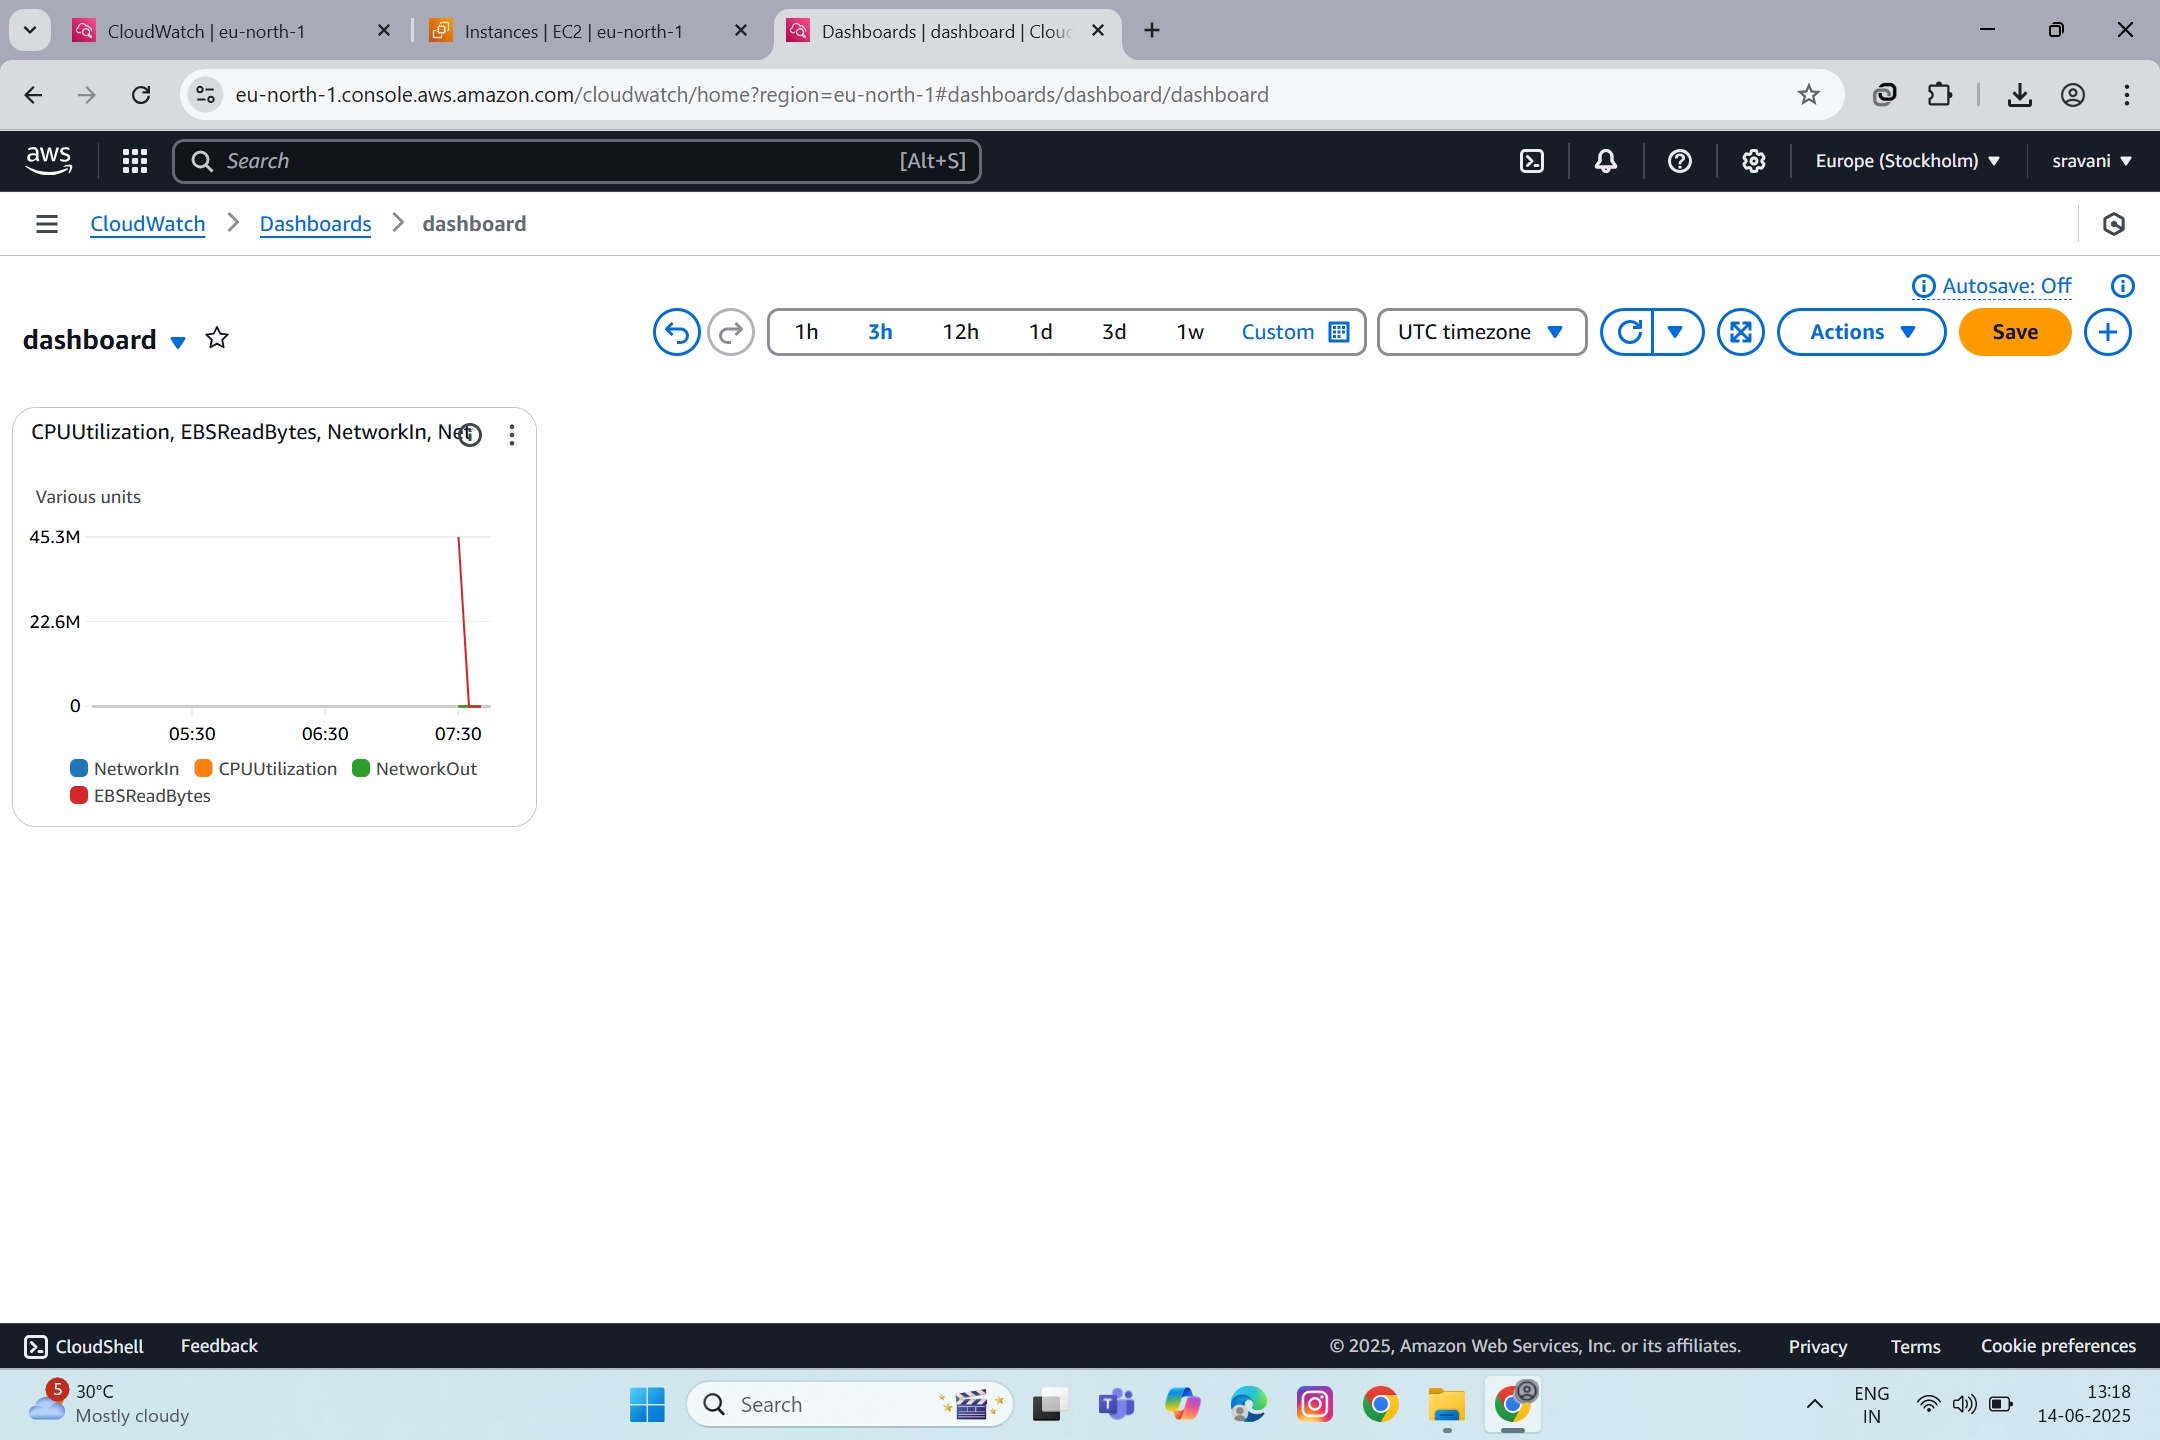 CloudWatch | eu-north-1
Instances | EC2 | eu-north-1
Dashboards | dashboard | Clou
eu-north-1.console.aws.amazon.com/cloudwatch/home?region=eu-north-1#dashboards/dashboard/dashboard
aws
Search
[Alt+S]
Europe (Stockholm)
sravani
CloudWatch
Dashboards
dashboard
Autosave: Off
dashboard
1h
3h
12h
1d
3d
1w
Custom
UTC timezone
Actions
Save
CPUUtilization, EBSReadBytes, NetworkIn, Net
Various units
45.3M
22.6M
0
05:30
06:30
07:30
NetworkIn
CPUUtilization
NetworkOut
EBSReadBytes
CloudShell
Feedback
© 2025, Amazon Web Services, Inc. or its affiliates.
Privacy
Terms
Cookie preferences
5
30°C
Mostly cloudy
Search
ENG
IN
13:18
14-06-2025